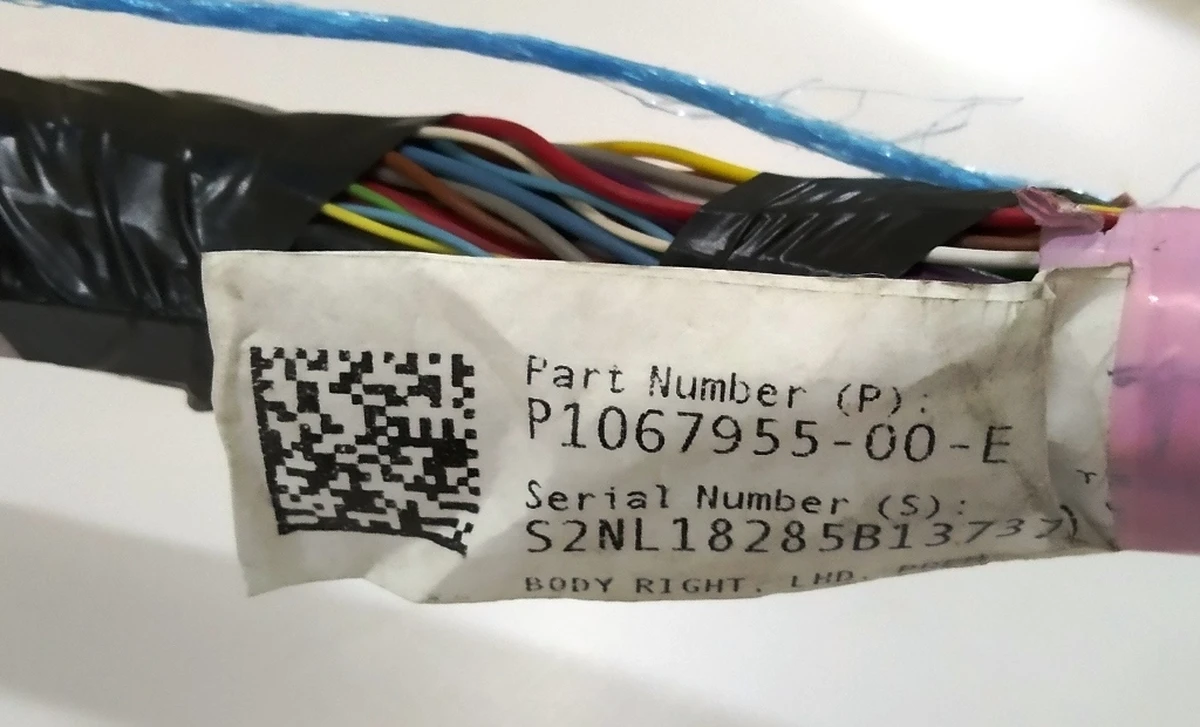 Part Number (P):
P1067955-00-E
Serial Number (S):
S2NL18285B13737
BODY RIGHT, LHD,